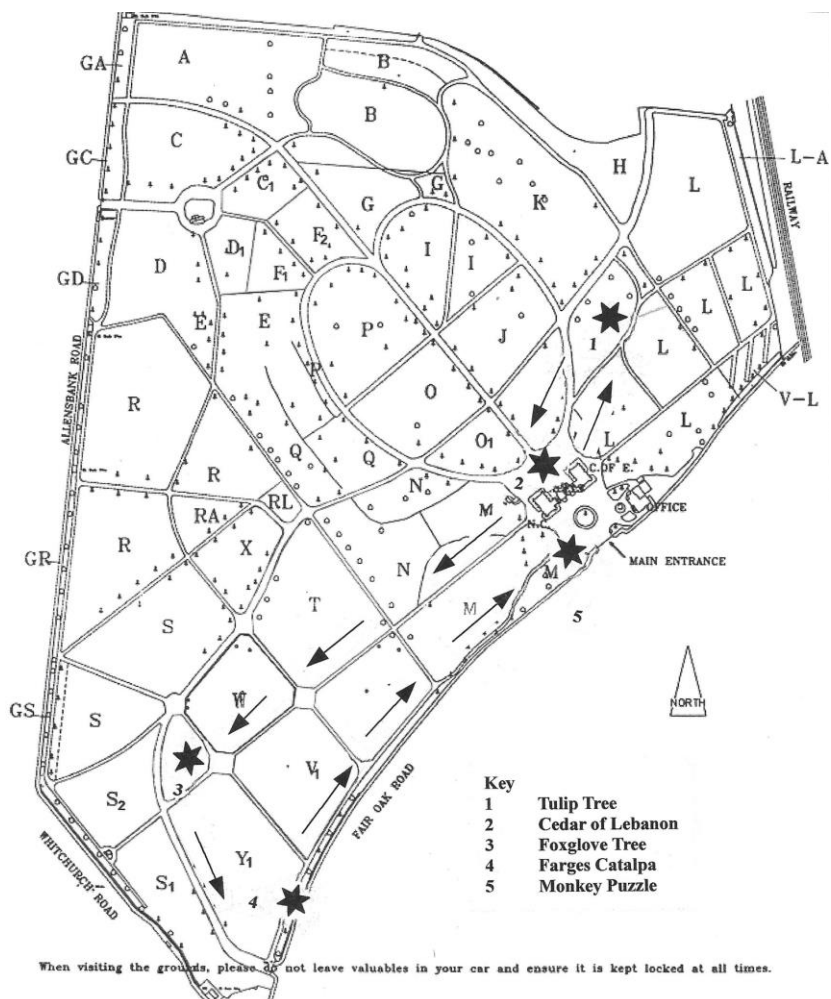 GA
A
B
B
GC
C
C1
H
L
L-A
RAILWAY
G
G
K
F2
D1
F1
I
I
GD
D
E
E
P
P
J
1
L
L
L
L
L
V-L
ALLENSBANK ROAD
R
O
O1
Q
Q
2
C.OF E.
N
M
N.C
OFFICE
R
RL
RA
X
R
GR
N
M
MAIN ENTRANCE
M
5
T
S
NORTH
W
GS
S
V1
3
S2
FAIR OAK ROAD
WHITCHURCH ROAD
Y1
S1
4
Key
1 Tulip Tree
2 Cedar of Lebanon
3 Foxglove Tree
4 Farges Catalpa
5 Monkey Puzzle
When visiting the grounds, please do not leave valuables in your car and ensure it is kept locked at all times.